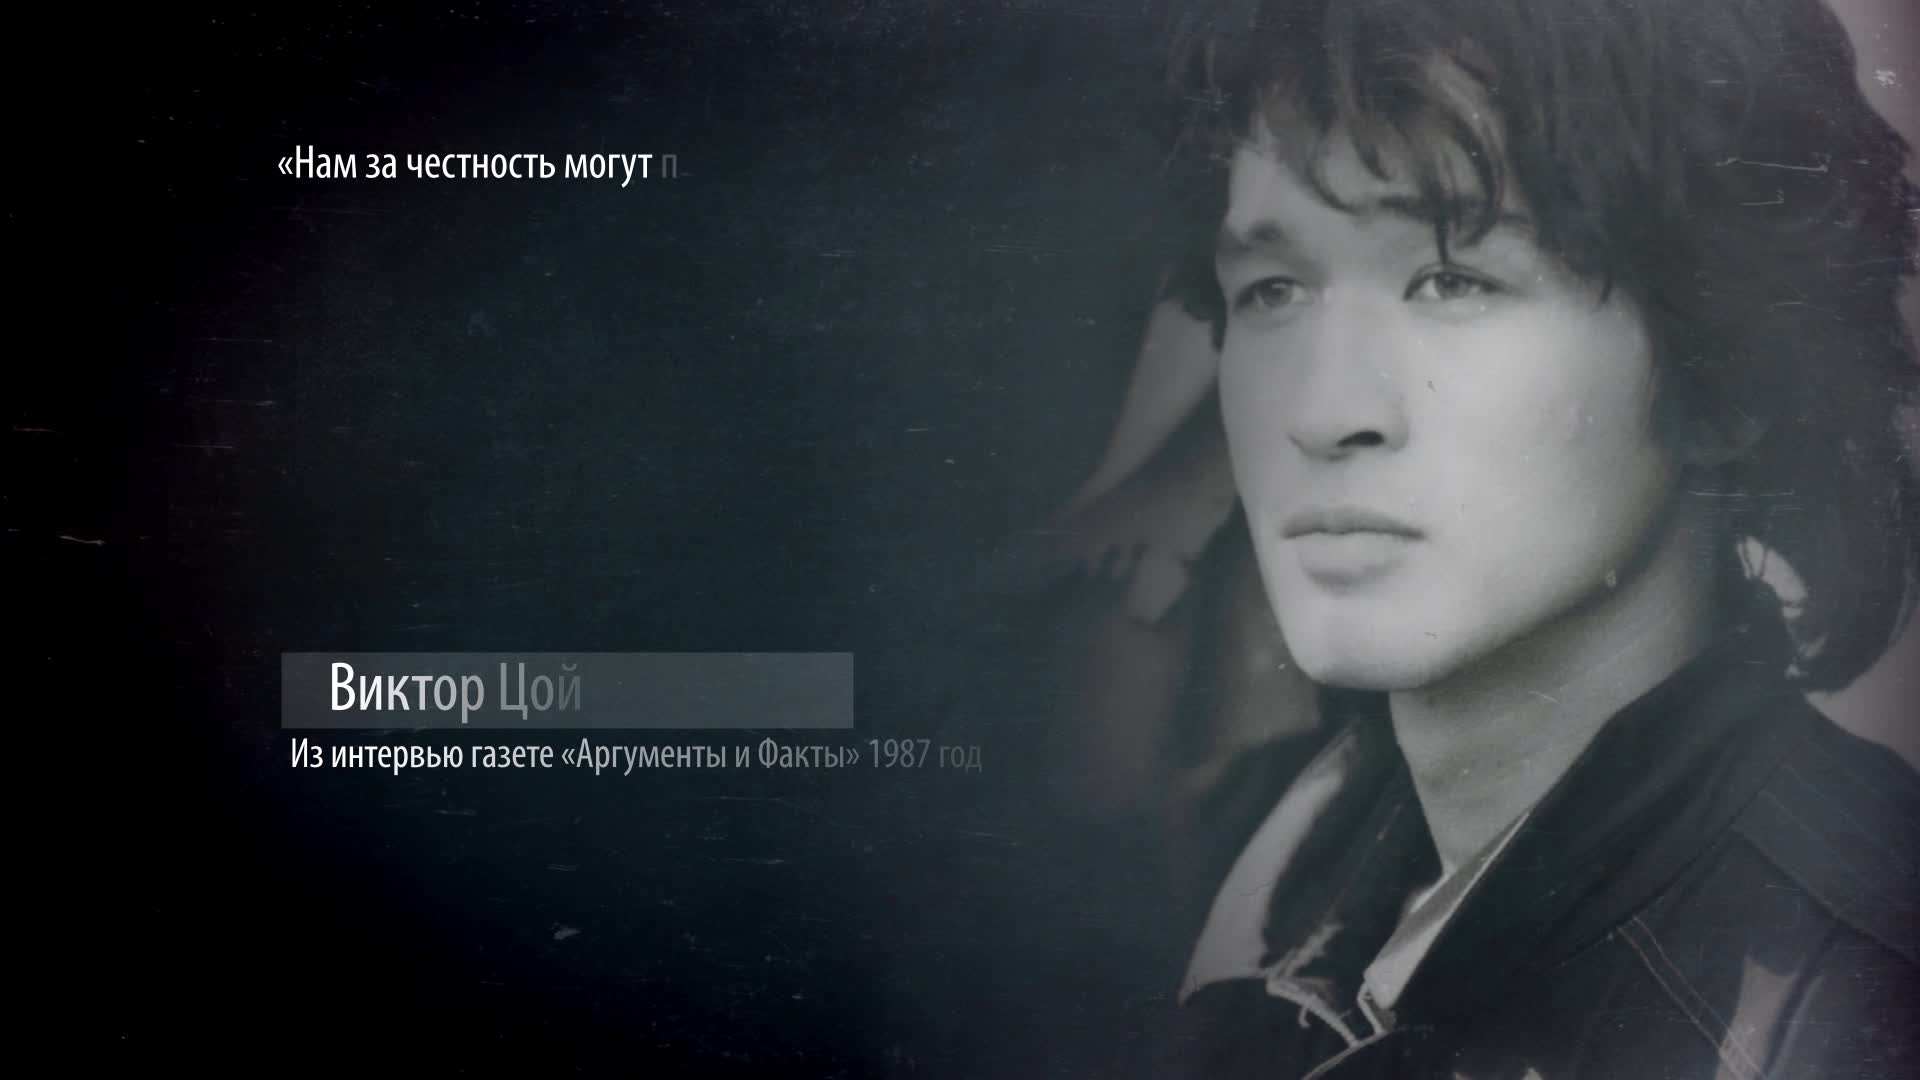 «Нам за честность могут п
Виктор Цой
Из интервью газете «Аргументы и Факты» 1987 год